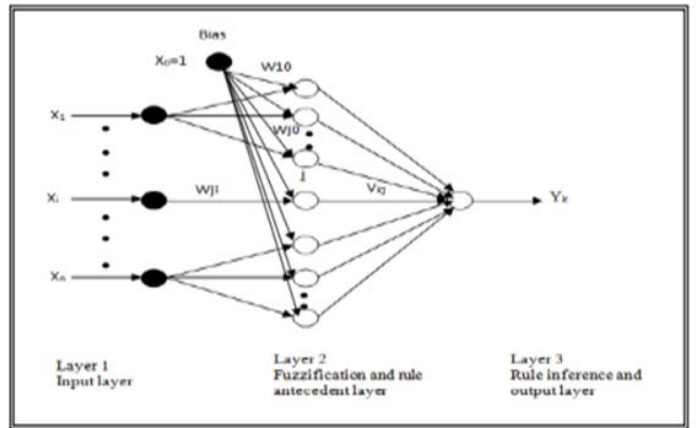 Bias
X₀=1
W10
X₁
Wj0
j
Xᵢ
Wji
Vkj
Yₖ
Xₙ
Layer 1
Input layer
Layer 2
Fuzzification and rule
antecedent layer
Layer 3
Rule inference and
output layer